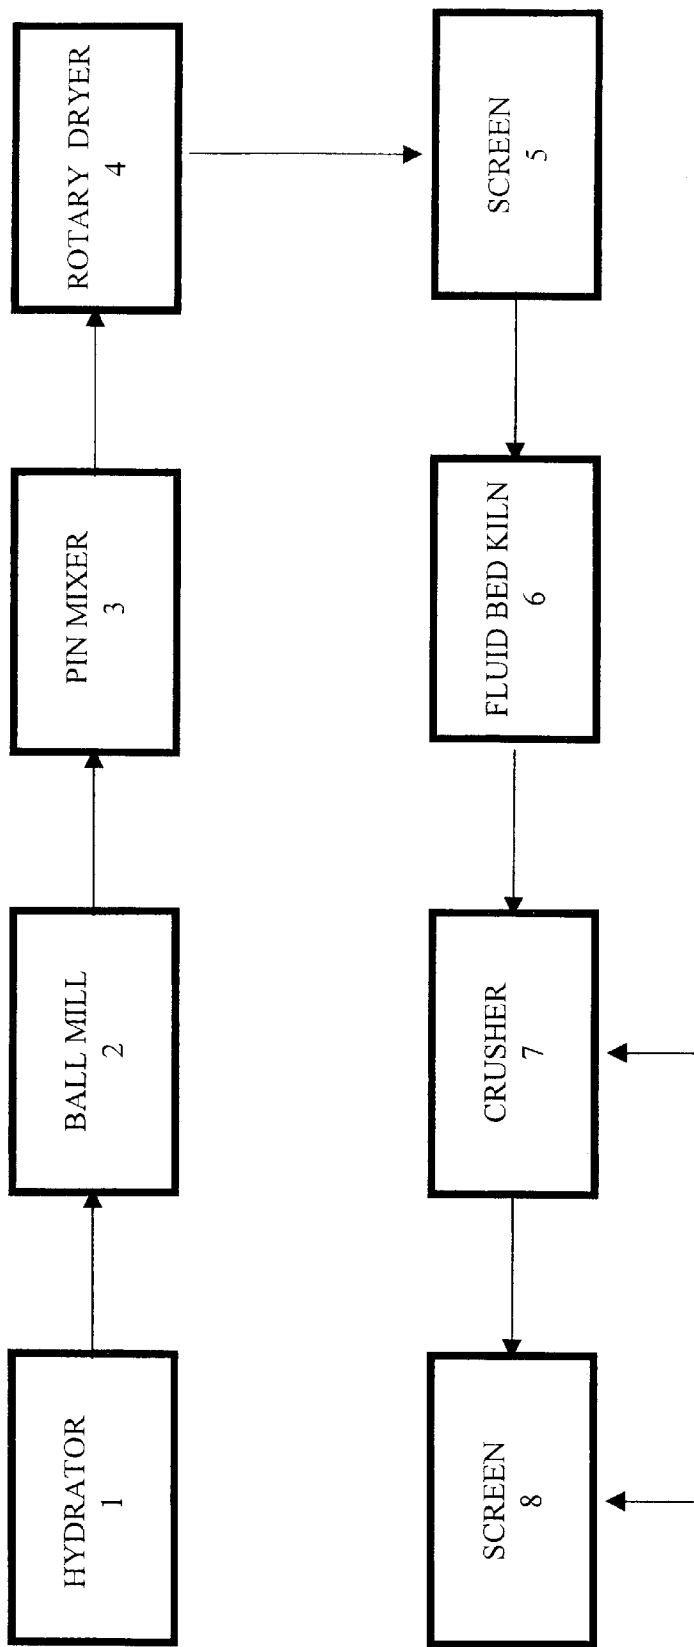 HYDRATOR
1
BALL MILL
2
PIN MIXER
3
ROTARY DRYER
4
SCREEN
5
FLUID BED KILN
6
CRUSHER
7
SCREEN
8